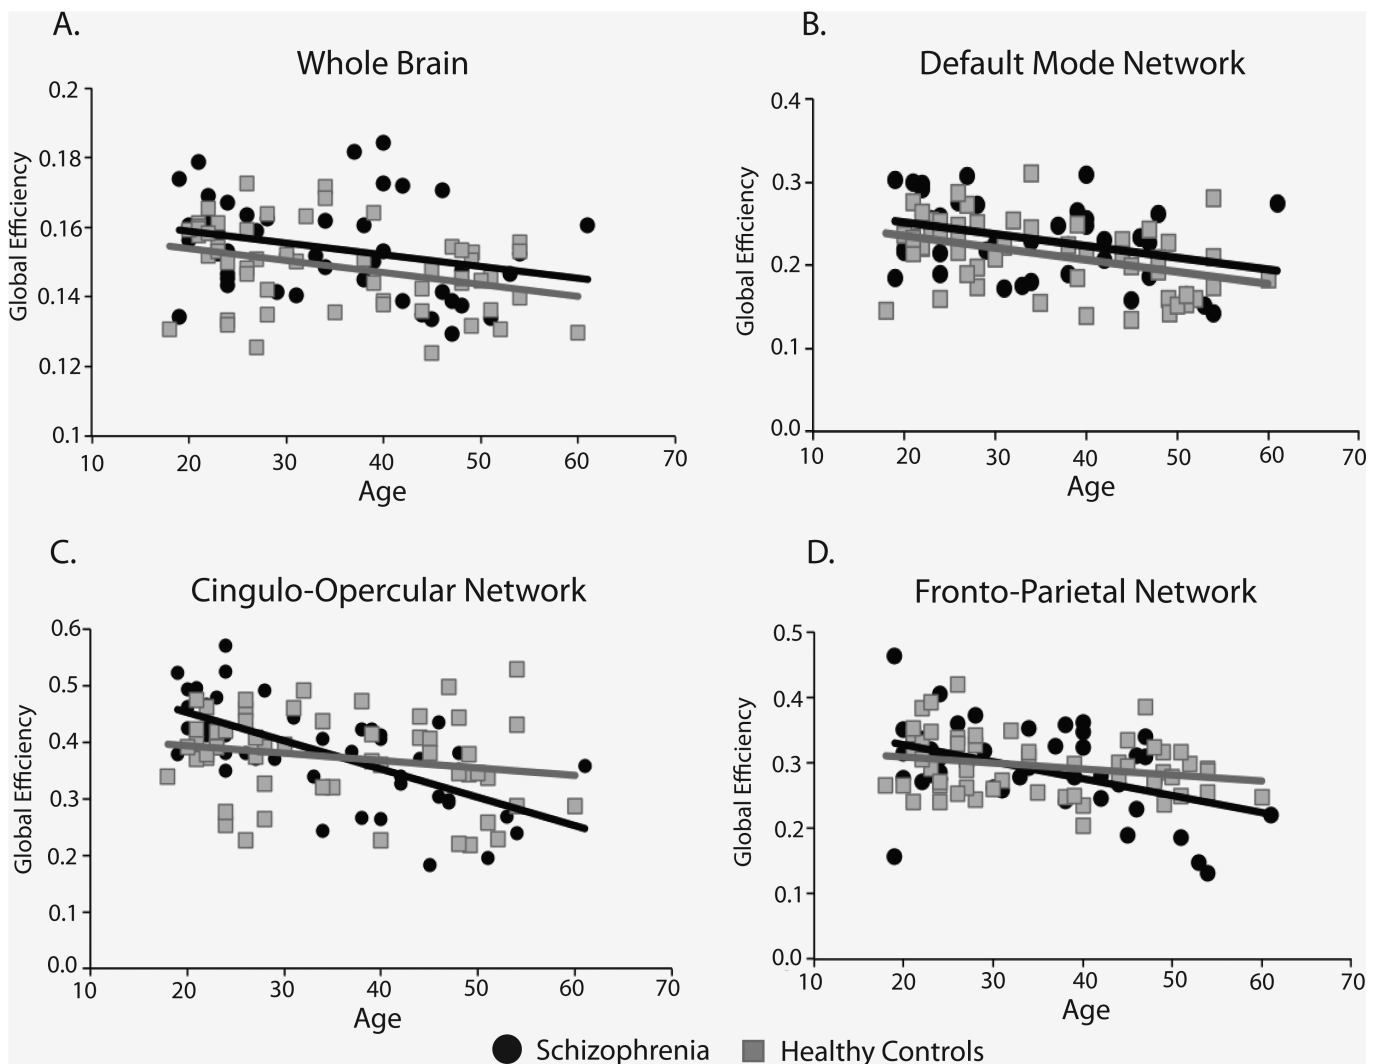 A.
Whole Brain
Global Efficiency
0.2
0.18
0.16
0.14
0.12
0.1
10 20 30 40 50 60 70
Age
B.
Default Mode Network
Global Efficiency
0.4
0.3
0.2
0.1
0.0
10 20 30 40 50 60 70
Age
C.
Cingulo-Opercular Network
Global Efficiency
0.6
0.5
0.4
0.3
0.2
0.1
0.0
10 20 30 40 50 60 70
Age
D.
Fronto-Parietal Network
Global Efficiency
0.5
0.4
0.3
0.2
0.1
0.0
10 20 30 40 50 60 70
Age
Schizophrenia Healthy Controls